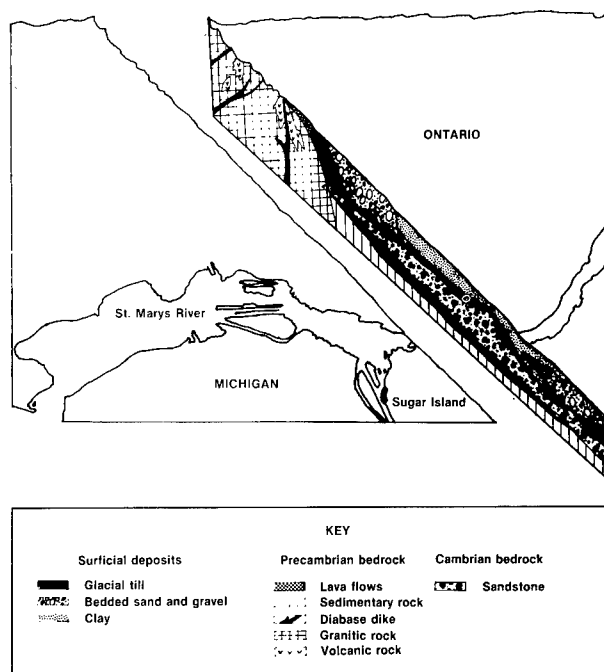 ONTARIO
St. Marys River
MICHIGAN
Sugar Island
KEY
Surficial deposits
Glacial till
Bedded sand and gravel
Clay
Precambrian bedrock
Lava flows
Sedimentary rock
Diabase dike
Granitic rock
Volcanic rock
Cambrian bedrock
Sandstone